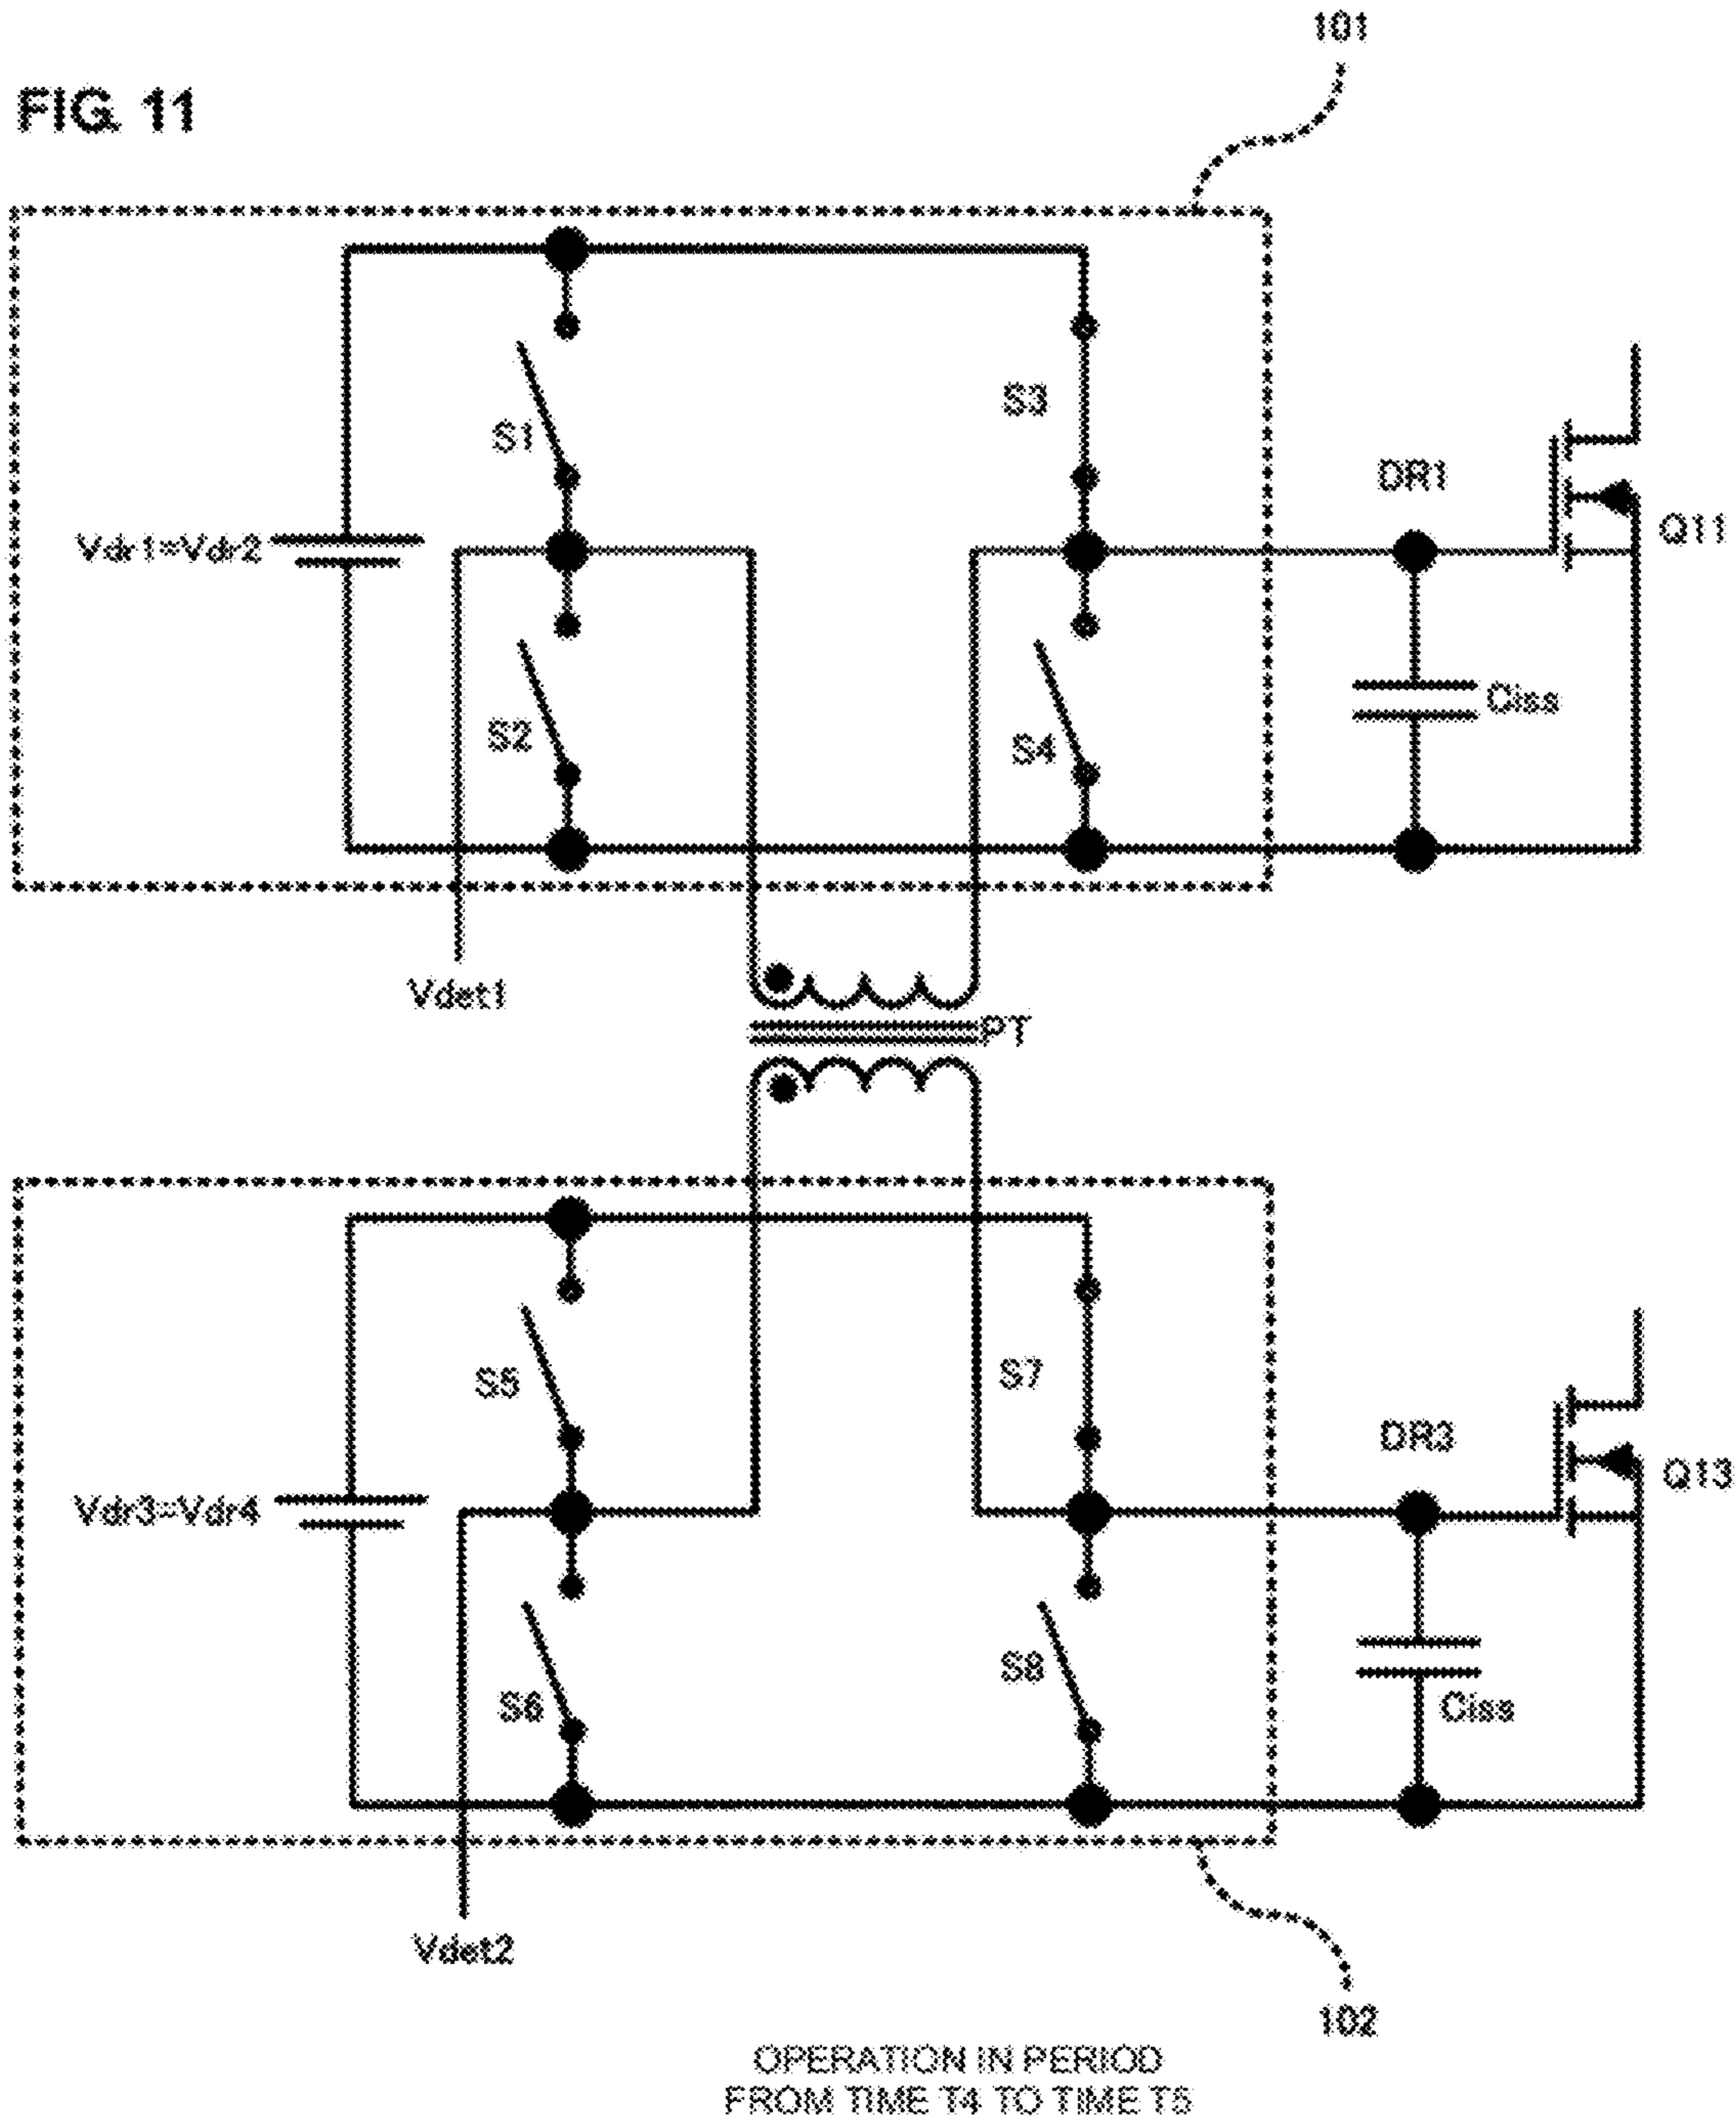 101
FIG. 11
S1
S3
DR1
Q11
Vdr1=Vdr2
S2
S4
Ciss
Vdet1
PT
S5
S7
DR3
Q13
Vdr3=Vdr4
S6
S8
Ciss
Vdet2
102
OPERATION IN PERIOD
FROM TIME T4 TO TIME T5